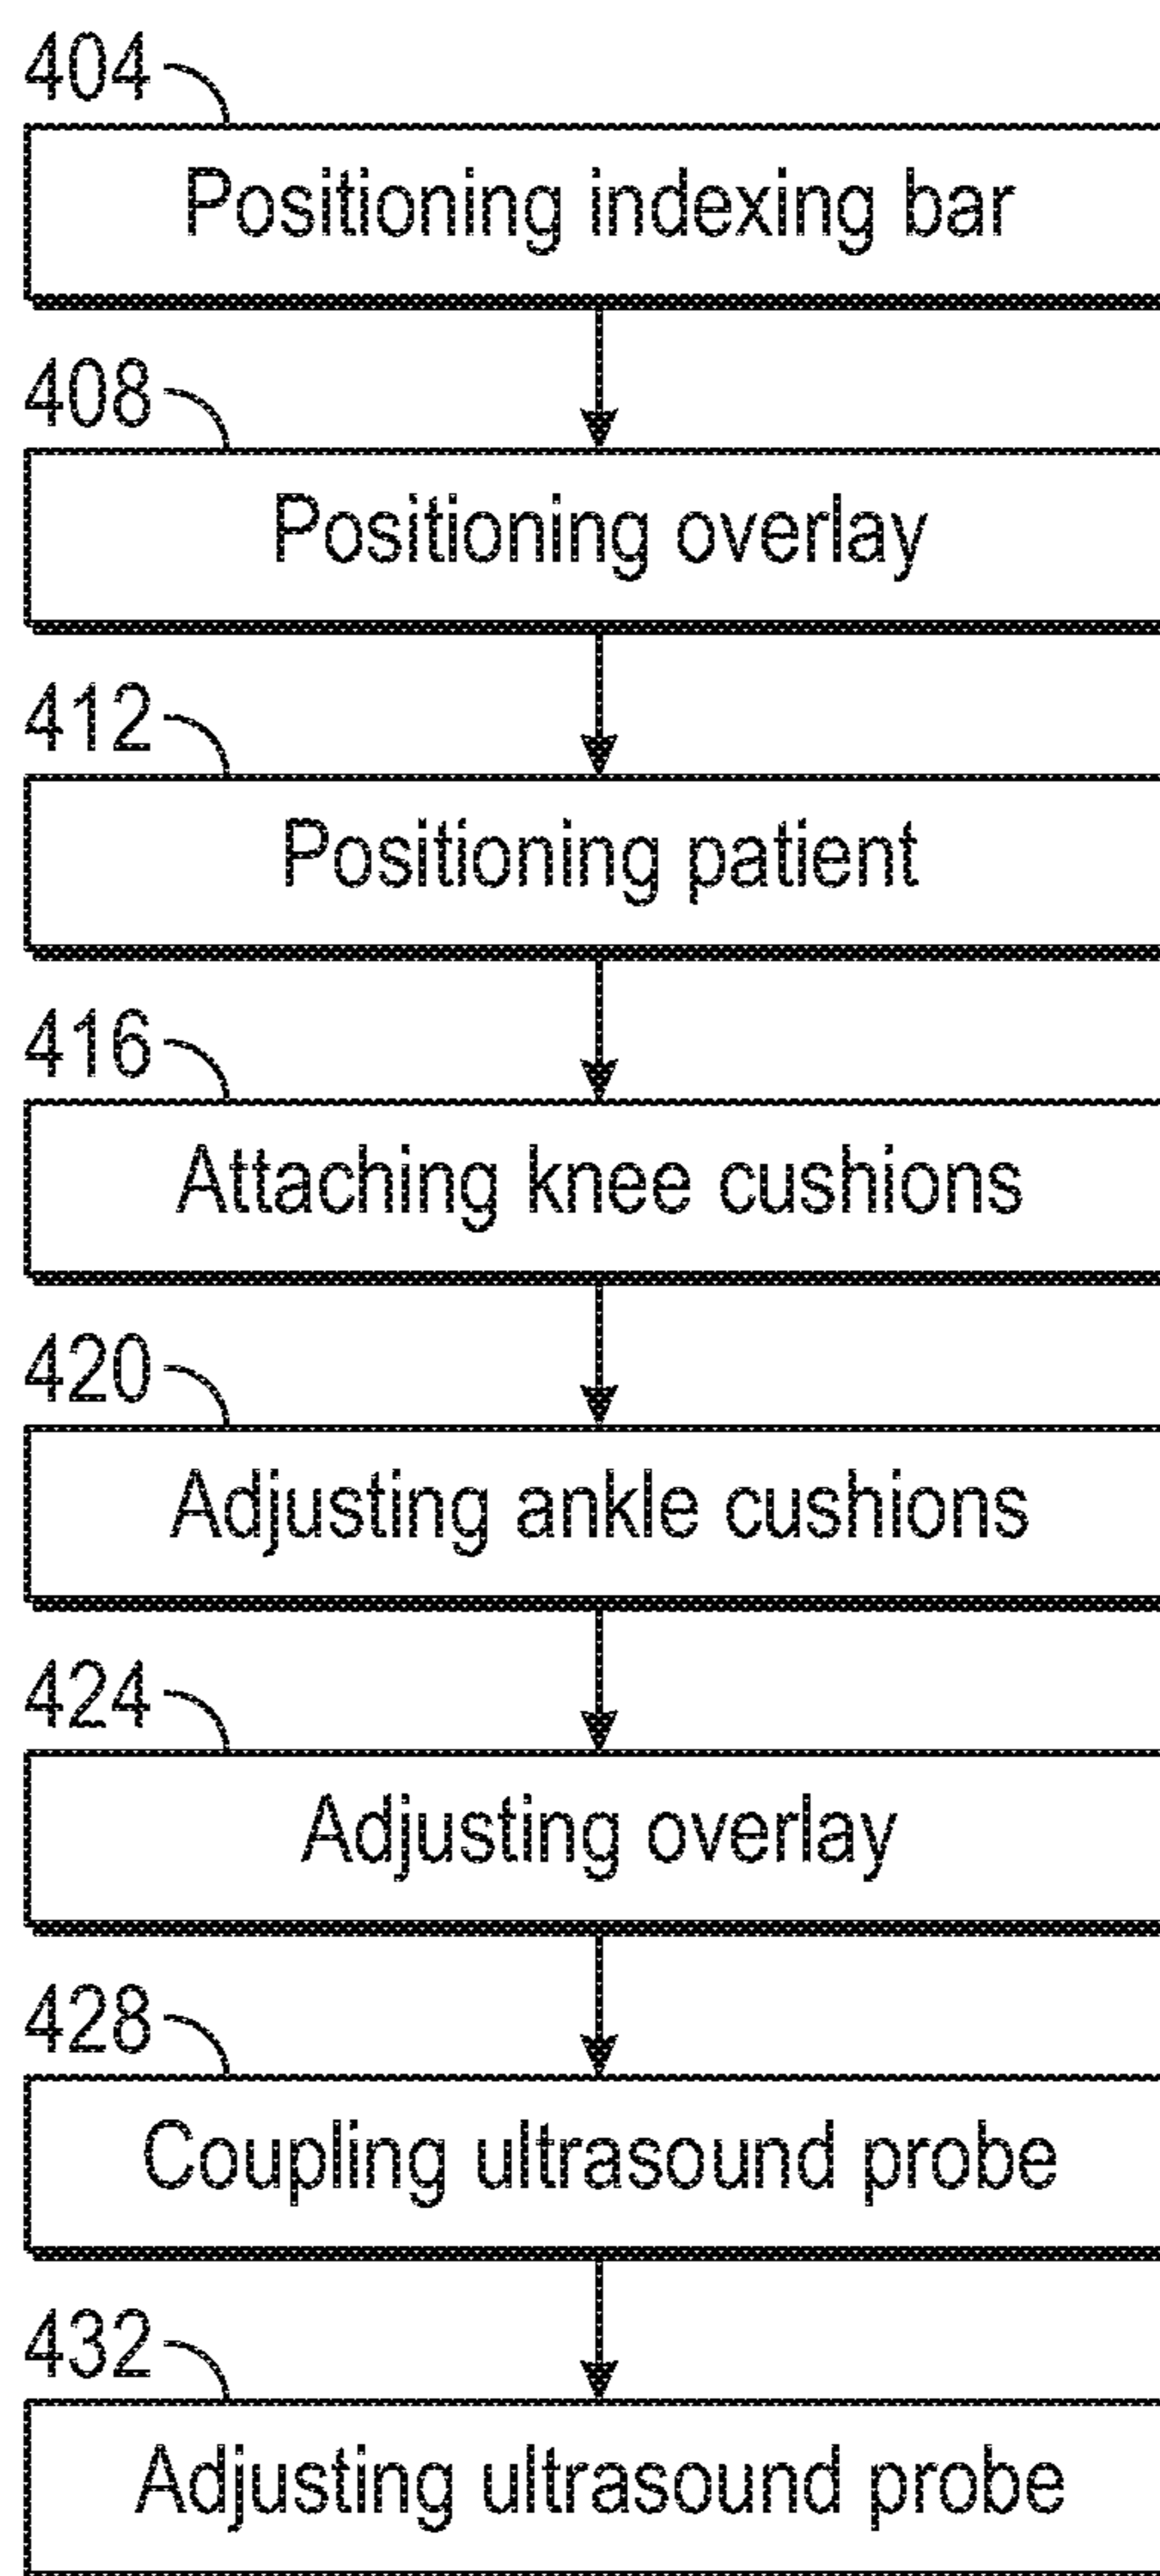 404
Positioning indexing bar
408
Positioning overlay
412
Positioning patient
416
Attaching knee cushions
420
Adjusting ankle cushions
424
Adjusting overlay
428
Coupling ultrasound probe
432
Adjusting ultrasound probe